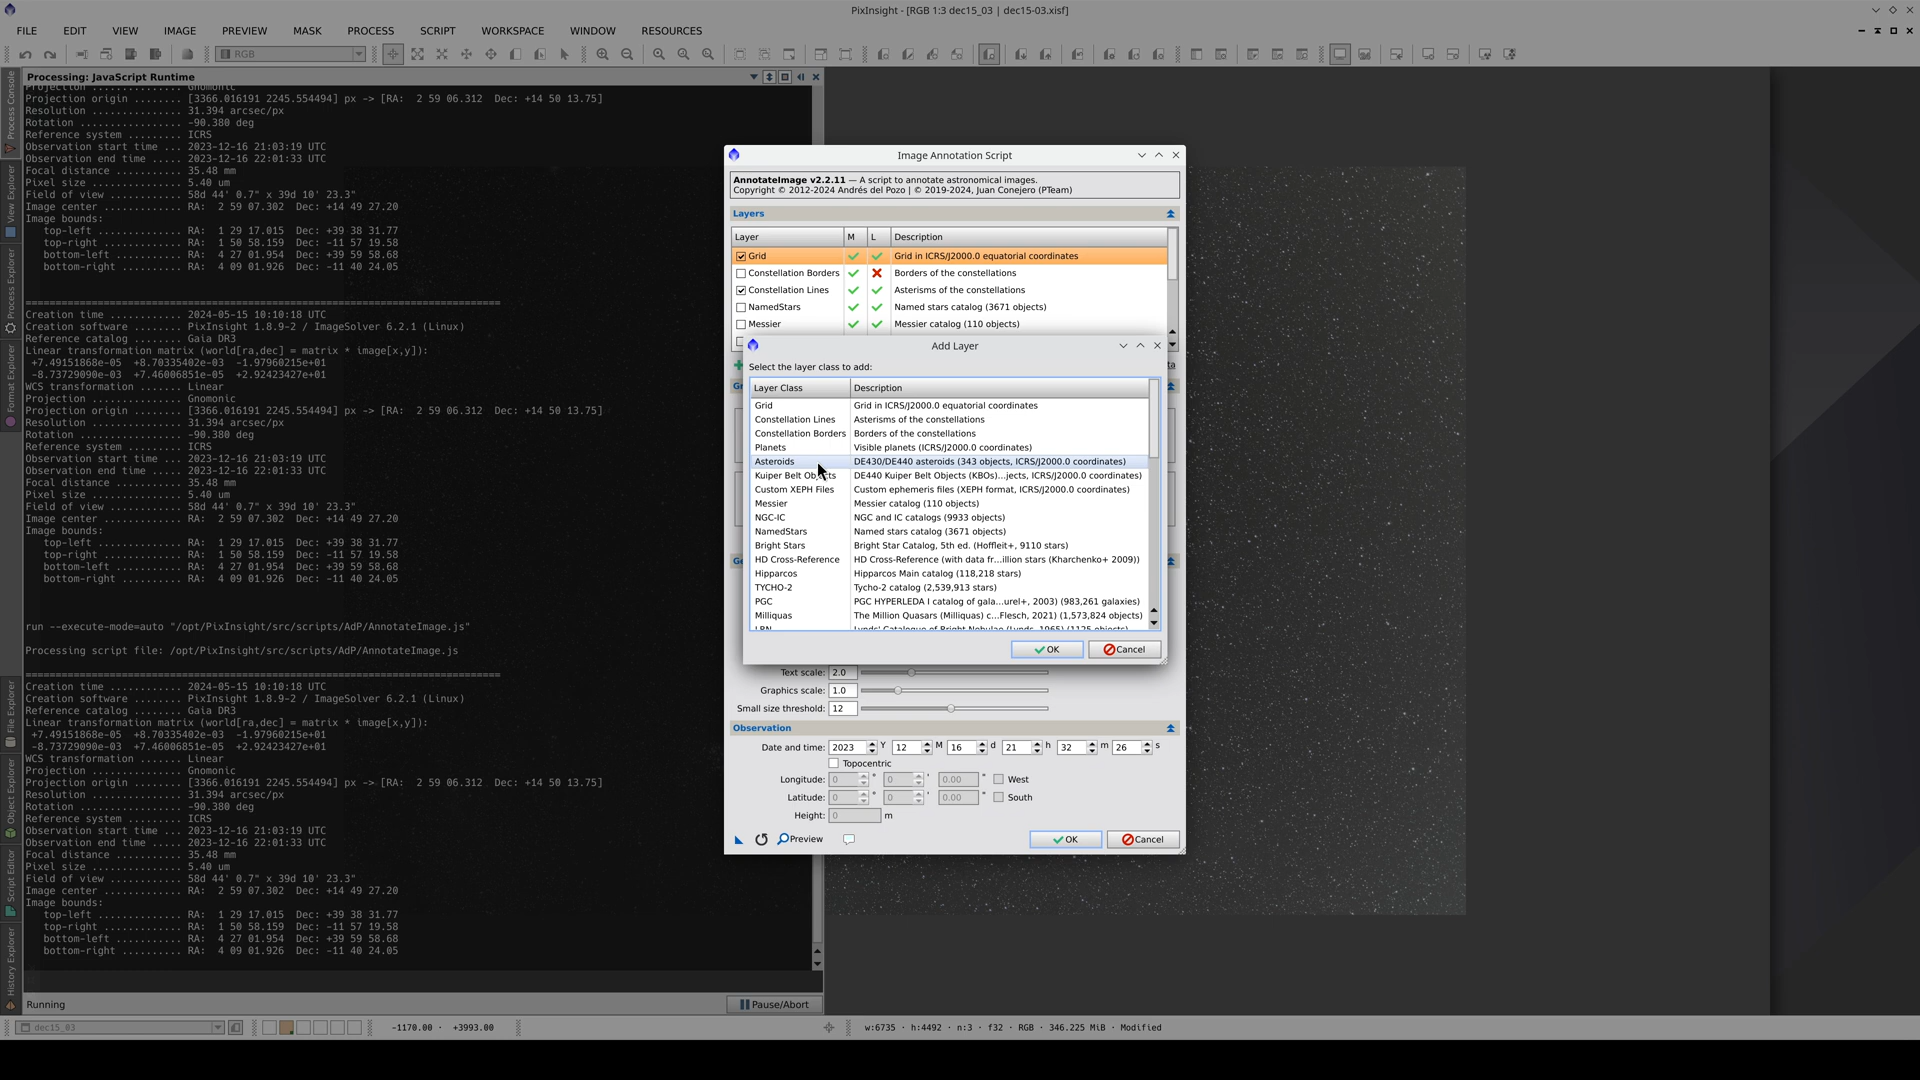 PixInsight - [RGB 1:3 dec15_03 | dec15-03.xisf]
FILE EDIT VIEW IMAGE PREVIEW MASK PROCESS SCRIPT WORKSPACE WINDOW RESOURCES
RGB
Process Console
View Explorer
Process Explorer
Format Explorer
File Explorer
Object Explorer
Script Editor
History Explorer
Processing: JavaScript Runtime
Projection ............ Gnomonic
Projection origin ........ [3366.016191 2245.554494] px -> [RA:  2 59 06.312  Dec: +14 50 13.75]
Resolution ............... 31.394 arcsec/px
Rotation ................. -90.380 deg
Reference system ......... ICRS
Observation start time ... 2023-12-16 21:03:19 UTC
Observation end time ..... 2023-12-16 22:01:33 UTC
Focal distance ........... 35.48 mm
Pixel size ............... 5.40 um
Field of view ............ 58d 44' 0.7" x 39d 10' 23.3"
Image center ............. RA:  2 59 07.302  Dec: +14 49 27.20
Image bounds:
top-left ............ RA:  1 29 17.015  Dec: +39 38 31.77
top-right ........... RA:  1 50 58.159  Dec: -11 57 19.58
bottom-left ......... RA:  4 27 01.954  Dec: +39 59 58.68
bottom-right ........ RA:  4 09 01.926  Dec: -11 40 24.05
===============================================================================
Creation time ............ 2024-05-15 10:10:18 UTC
Creation software ........ PixInsight 1.8.9-2 / ImageSolver 6.2.1 (Linux)
Reference catalog ........ Gaia DR3
Linear transformation matrix (world[ra,dec] = matrix * image[x,y]):
+7.49151868e-05  +8.70335402e-03  -1.97960215e+01
-8.73729090e-03  +7.46006851e-05  +2.92423427e+01
WCS transformation ....... Linear
Projection ............... Gnomonic
Projection origin ........ [3366.016191 2245.554494] px -> [RA:  2 59 06.312  Dec: +14 50 13.75]
Resolution ............... 31.394 arcsec/px
Rotation ................. -90.380 deg
Reference system ......... ICRS
Observation start time ... 2023-12-16 21:03:19 UTC
Observation end time ..... 2023-12-16 22:01:33 UTC
Focal distance ........... 35.48 mm
Pixel size ............... 5.40 um
Field of view ............ 58d 44' 0.7" x 39d 10' 23.3"
Image center ............. RA:  2 59 07.302  Dec: +14 49 27.20
Image bounds:
top-left ............ RA:  1 29 17.015  Dec: +39 38 31.77
top-right ........... RA:  1 50 58.159  Dec: -11 57 19.58
bottom-left ......... RA:  4 27 01.954  Dec: +39 59 58.68
bottom-right ........ RA:  4 09 01.926  Dec: -11 40 24.05
run --execute-mode=auto "/opt/PixInsight/src/scripts/AdP/AnnotateImage.js"
Processing script file: /opt/PixInsight/src/scripts/AdP/AnnotateImage.js
===============================================================================
Creation time ............ 2024-05-15 10:10:18 UTC
Creation software ........ PixInsight 1.8.9-2 / ImageSolver 6.2.1 (Linux)
Reference catalog ........ Gaia DR3
Linear transformation matrix (world[ra,dec] = matrix * image[x,y]):
+7.49151868e-05  +8.70335402e-03  -1.97960215e+01
-8.73729090e-03  +7.46006851e-05  +2.92423427e+01
WCS transformation ....... Linear
Projection ............... Gnomonic
Projection origin ........ [3366.016191 2245.554494] px -> [RA:  2 59 06.312  Dec: +14 50 13.75]
Resolution ............... 31.394 arcsec/px
Rotation ................. -90.380 deg
Reference system ......... ICRS
Observation start time ... 2023-12-16 21:03:19 UTC
Observation end time ..... 2023-12-16 22:01:33 UTC
Focal distance ........... 35.48 mm
Pixel size ............... 5.40 um
Field of view ............ 58d 44' 0.7" x 39d 10' 23.3"
Image center ............. RA:  2 59 07.302  Dec: +14 49 27.20
Image bounds:
top-left ............ RA:  1 29 17.015  Dec: +39 38 31.77
top-right ........... RA:  1 50 58.159  Dec: -11 57 19.58
bottom-left ......... RA:  4 27 01.954  Dec: +39 59 58.68
bottom-right ........ RA:  4 09 01.926  Dec: -11 40 24.05
Running Pause/Abort
Image Annotation Script
AnnotateImage v2.2.11 — A script to annotate astronomical images.
Copyright © 2012-2024 Andrés del Pozo | © 2019-2024, Juan Conejero (PTeam)
Layers
Layer M L Description
Grid Grid in ICRS/J2000.0 equatorial coordinates
Constellation Borders Borders of the constellations
Constellation Lines Asterisms of the constellations
NamedStars Named stars catalog (3671 objects)
Messier Messier catalog (110 objects)
Add Layer
Select the layer class to add:
Layer Class Description
Grid Grid in ICRS/J2000.0 equatorial coordinates
Constellation Lines Asterisms of the constellations
Constellation Borders Borders of the constellations
Planets Visible planets (ICRS/J2000.0 coordinates)
Asteroids DE430/DE440 asteroids (343 objects, ICRS/J2000.0 coordinates)
Kuiper Belt Objects DE440 Kuiper Belt Objects (KBOs)...jects, ICRS/J2000.0 coordinates)
Custom XEPH Files Custom ephemeris files (XEPH format, ICRS/J2000.0 coordinates)
Messier Messier catalog (110 objects)
NGC-IC NGC and IC catalogs (9933 objects)
NamedStars Named stars catalog (3671 objects)
Bright Stars Bright Star Catalog, 5th ed. (Hoffleit+, 9110 stars)
HD Cross-Reference HD Cross-Reference (with data fr...illion stars (Kharchenko+ 2009))
Hipparcos Hipparcos Main catalog (118,218 stars)
TYCHO-2 Tycho-2 catalog (2,539,913 stars)
PGC PGC HYPERLEDA I catalog of gala...urel+, 2003) (983,261 galaxies)
Milliquas The Million Quasars (Milliquas) c...Flesch, 2021) (1,573,824 objects)
LBN Lynds' Catalogue of Bright Nebulae (Lynds, 1965) (1125 objects)
OK Cancel
Text scale: 2.0
Graphics scale: 1.0
Small size threshold: 12
Observation
Date and time: 2023 Y 12 M 16 d 21 h 32 m 26 s
Topocentric
Longitude: 0 ° 0 ' 0.00 " West
Latitude: 0 ° 0 ' 0.00 " South
Height: 0 m
Preview OK Cancel
dec15_03 -1170.00 · +3993.00 w:6735 · h:4492 · n:3 · f32 · RGB · 346.225 MiB · Modified